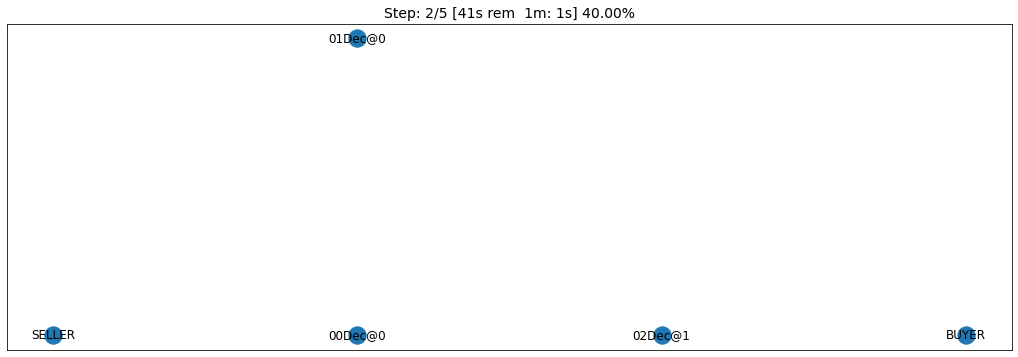 Step: 2/5 [41s rem  1m: 1s] 40.00%
01Dec@0
SELLER
00Dec@0
02Dec@1
BUYER